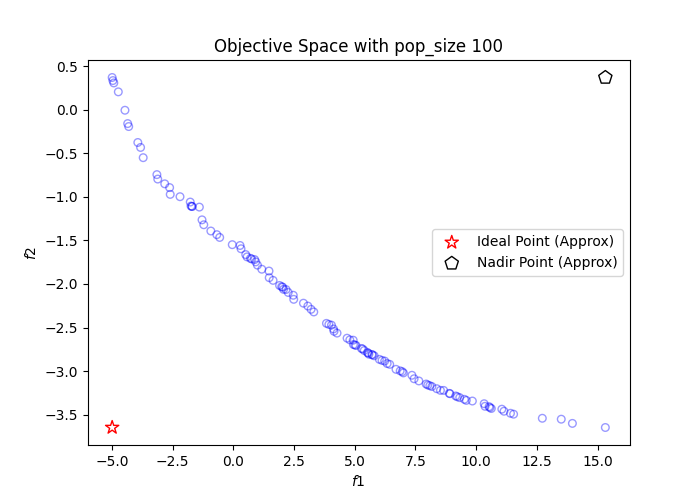 Objective Space with pop_size 100
0.5
0.0
−0.5
−1.0
−1.5
−2.0
−2.5
−3.0
−3.5
f2
Ideal Point (Approx)
Nadir Point (Approx)
−5.0 −2.5 0.0 2.5 5.0 7.5 10.0 12.5 15.0
f1